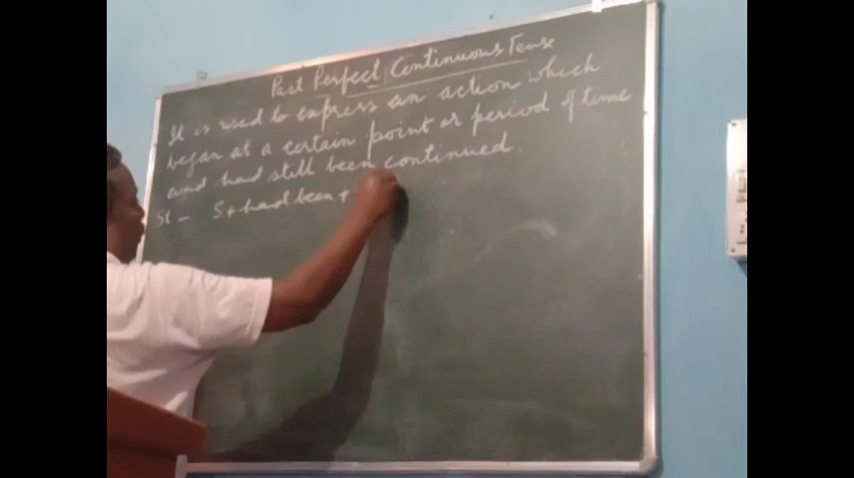 Past Perfect Continuous Tense
It is used to express an action which
began at a certain point or period of time
and had still been continued.
St - S + had been +